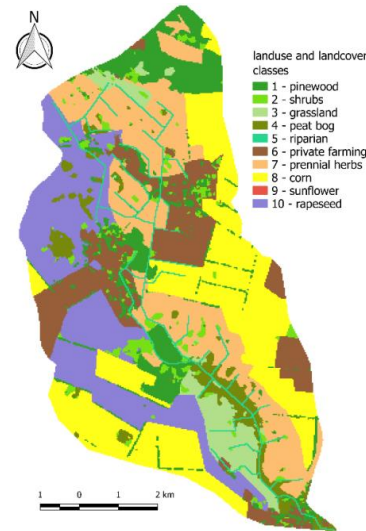 N
landuse and landcover
classes
1 - pinewood
2 - shrubs
3 - grassland
4 - peat bog
5 - riparian
6 - private farming
7 - prennial herbs
8 - corn
9 - sunflower
10 - rapeseed
1 0 1 2 km